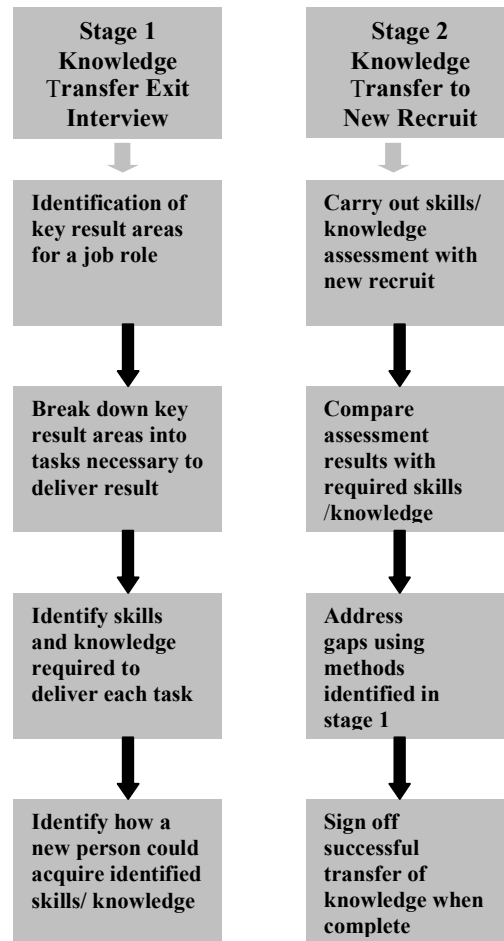 Stage 1
Knowledge
Transfer Exit
Interview
Identification of
key result areas
for a job role
Break down key
result areas into
tasks necessary to
deliver result
Identify skills
and knowledge
required to
deliver each task
Identify how a
new person could
acquire identified
skills/ knowledge
Stage 2
Knowledge
Transfer to
New Recruit
Carry out skills/
knowledge
assessment with
new recruit
Compare
assessment
results with
required skills
/knowledge
Address
gaps using
methods
identified in
stage 1
Sign off
successful
transfer of
knowledge when
complete